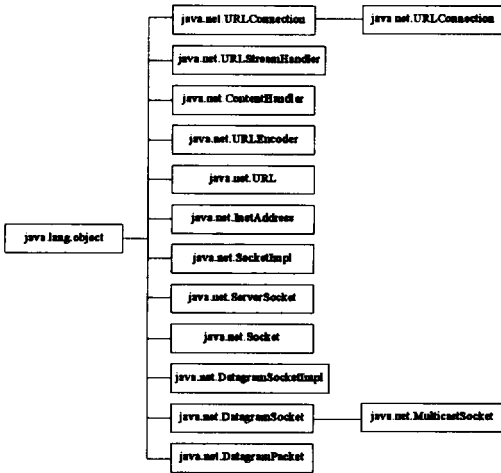 java.net.URLConnection
java.net.URLConnection
java.net.URLStreamHandler
java.net.ContentHandler
java.net.URLEncoder
java.net.URL
java.net.InetAddress
java.lang.object
java.net.SocketImpl
java.net.ServerSocket
java.net.Socket
java.net.DatagramSocketImpl
java.net.DatagramSocket
java.net.MulticastSocket
java.net.DatagramPacket